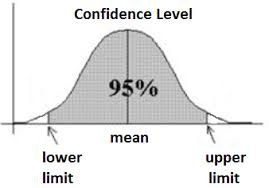 Confidence Level
95%
mean
lower
limit
upper
limit